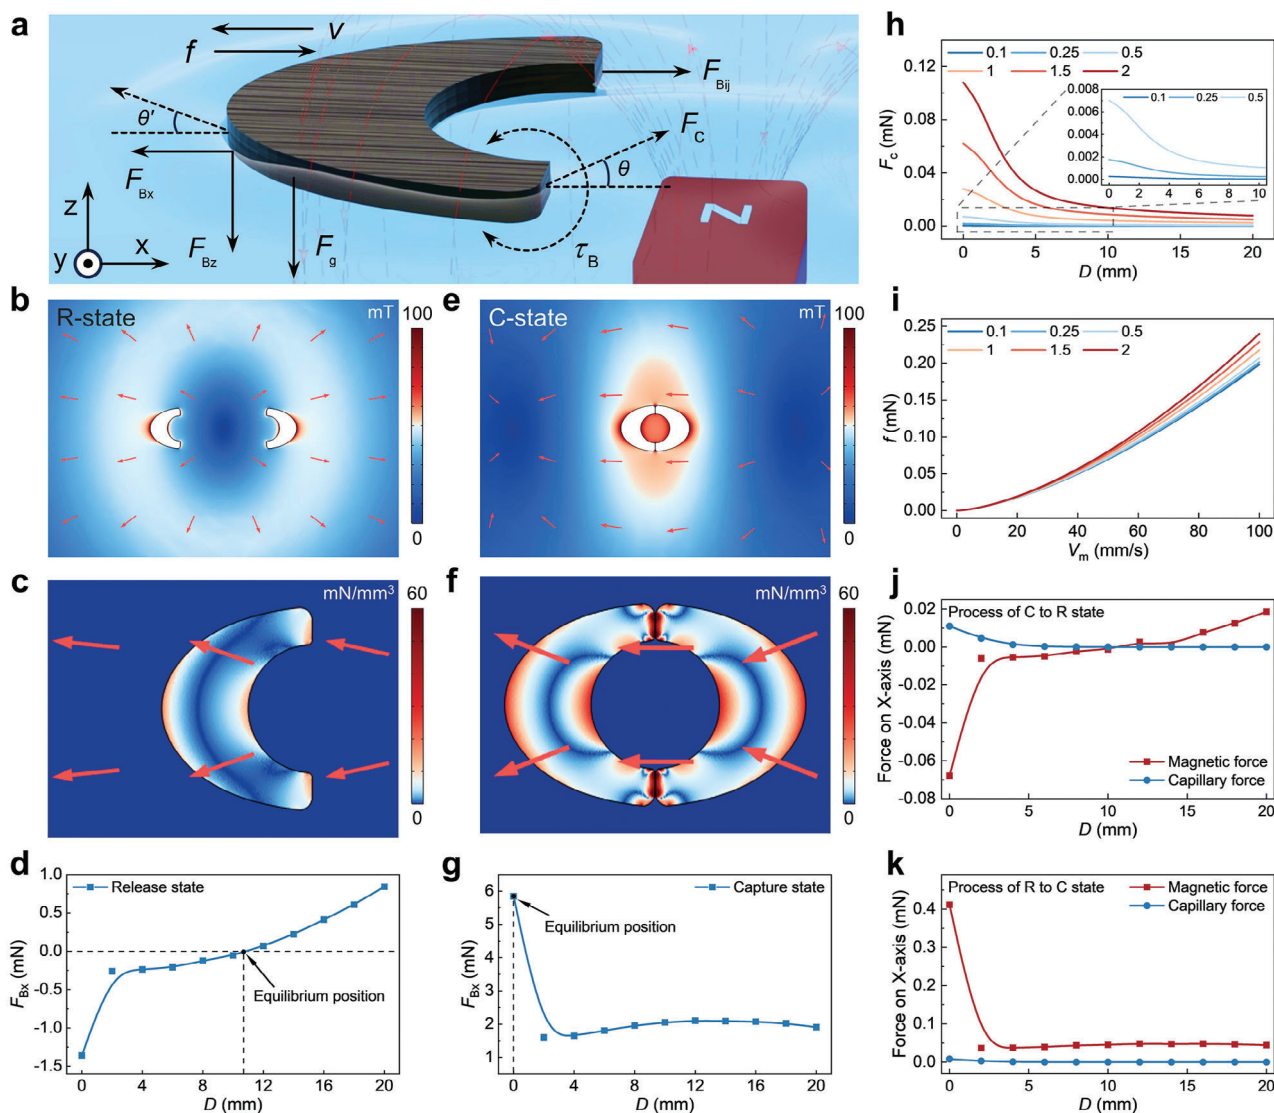 a
v
f
F_Bij
θ'
F_C
θ
F_Bx
z
N
F_Bz
F_g
τ_B
y
x
b
R-state
mT
100
0
e
C-state
mT
100
0
c
mN/mm³
60
0
f
mN/mm³
60
0
d
Release state
Equilibrium position
1.0
0.5
0.0
-0.5
-1.0
-1.5
F_Bx (mN)
0 4 8 12 16 20
D (mm)
g
Capture state
Equilibrium position
6
5
4
3
2
1
F_Bx (mN)
0 4 8 12 16 20
D (mm)
h
0.1 0.25 0.5
1 1.5 2
0.12
0.08
0.04
0.00
F_c (mN)
0.1 0.25 0.5
0.008
0.006
0.004
0.002
0.000
0 2 4 6 8 10
0 5 10 15 20
D (mm)
i
0.1 0.25 0.5
1 1.5 2
0.25
0.20
0.15
0.10
0.05
0.00
f (mN)
0 20 40 60 80 100
V_m (mm/s)
j
Process of C to R state
Magnetic force
Capillary force
0.02
0.00
-0.02
-0.04
-0.06
-0.08
Force on X-axis (mN)
0 5 10 15 20
D (mm)
k
Process of R to C state
Magnetic force
Capillary force
0.4
0.3
0.2
0.1
0.0
Force on X-axis (mN)
0 5 10 15 20
D (mm)